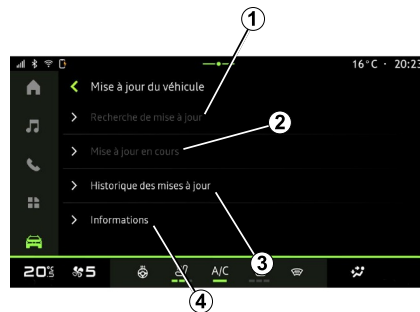 1
16°C · 20:23
Mise à jour du véhicule
Recherche de mise à jour
2
Mise à jour en cours
Historique des mises à jour
Informations
3
20°5 5 A/C
4